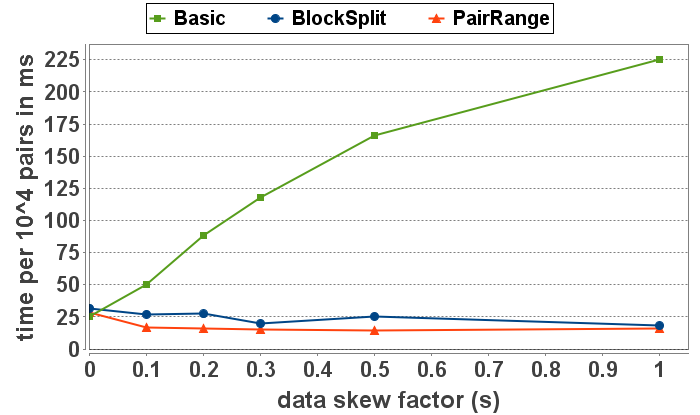 Basic BlockSplit PairRange
time per 10^4 pairs in ms
225
200
175
150
125
100
75
50
25
0
0 0.1 0.2 0.3 0.4 0.5 0.6 0.7 0.8 0.9 1
data skew factor (s)